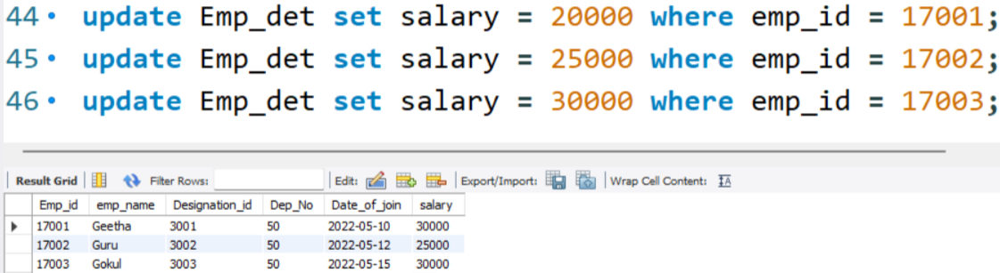 44 • update Emp_det set salary = 20000 where emp_id = 17001;
45 • update Emp_det set salary = 25000 where emp_id = 17002;
46 • update Emp_det set salary = 30000 where emp_id = 17003;
Result Grid Filter Rows: Edit: Export/Import: Wrap Cell Content: IA
Emp_id emp_name Designation_id Dep_No Date_of_join salary
17001 Geetha 3001 50 2022-05-10 30000
17002 Guru 3002 50 2022-05-12 25000
17003 Gokul 3003 50 2022-05-15 30000